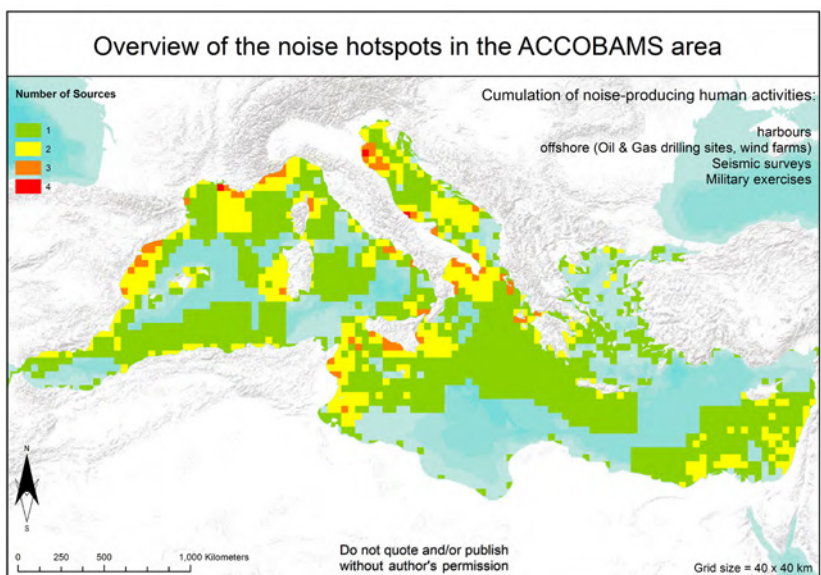 Overview of the noise hotspots in the ACCOBAMS area
Number of Sources
1
2
3
4
Cumulation of noise-producing human activities:
harbours
offshore (Oil & Gas drilling sites, wind farms)
Seismic surveys
Military exercises
N
S
0 250 500 1,000 Kilometers
Do not quote and/or publish
without author's permission
Grid size = 40 x 40 km